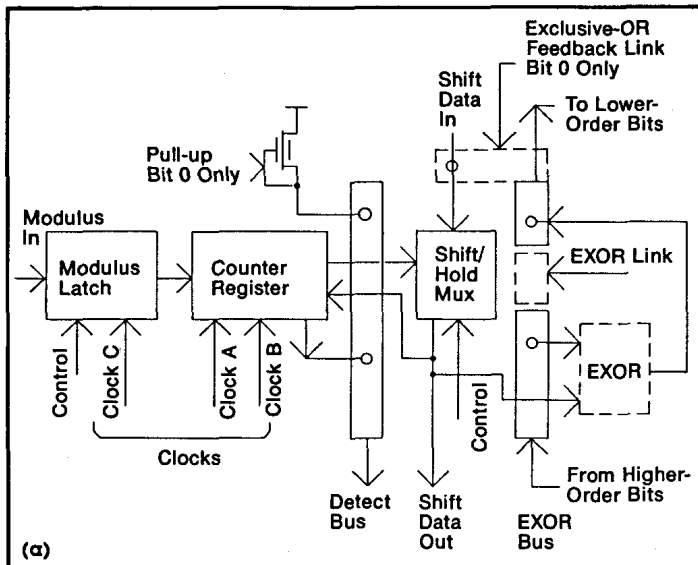 Exclusive-OR
Feedback Link
Bit 0 Only
Shift
Data
In
To Lower-
Order Bits
Pull-up
Bit 0 Only
Modulus
In
Modulus
Latch
Counter
Register
Shift/
Hold
Mux
EXOR Link
EXOR
Control
Clock C
Clock A
Clock B
Control
Clocks
Detect
Bus
Shift
Data
Out
EXOR
Bus
From Higher-
Order Bits
(a)